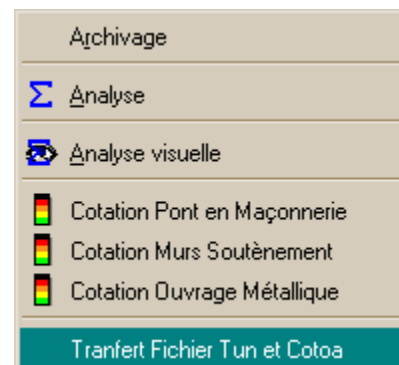 Archivage
Analyse
Analyse visuelle
Cotation Pont en Maçonnerie
Cotation Murs Soutènement
Cotation Ouvrage Métallique
Tranfert Fichier Tun et Cotoa